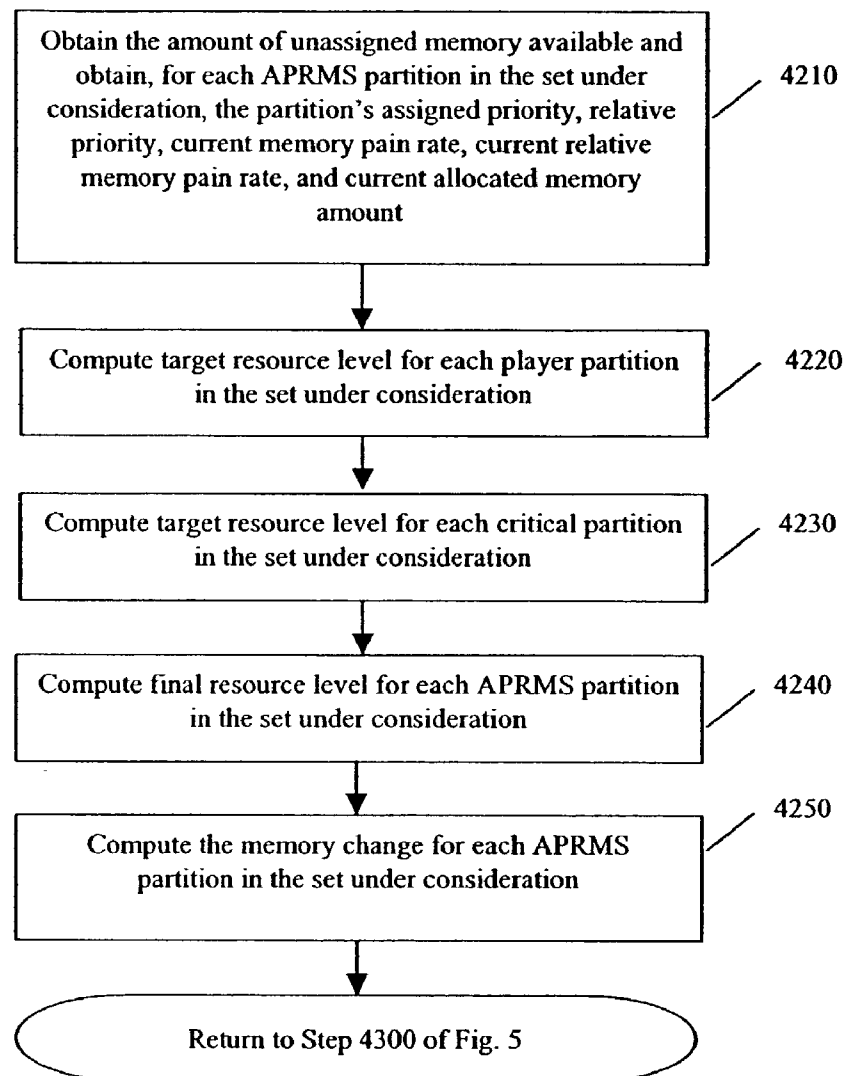 Obtain the amount of unassigned memory available and
obtain, for each APRMS partition in the set under
consideration, the partition's assigned priority, relative
priority, current memory pain rate, current relative
memory pain rate, and current allocated memory
amount
4210
Compute target resource level for each player partition
in the set under consideration
4220
Compute target resource level for each critical partition
in the set under consideration
4230
Compute final resource level for each APRMS partition
in the set under consideration
4240
Compute the memory change for each APRMS
partition in the set under consideration
4250
Return to Step 4300 of Fig. 5